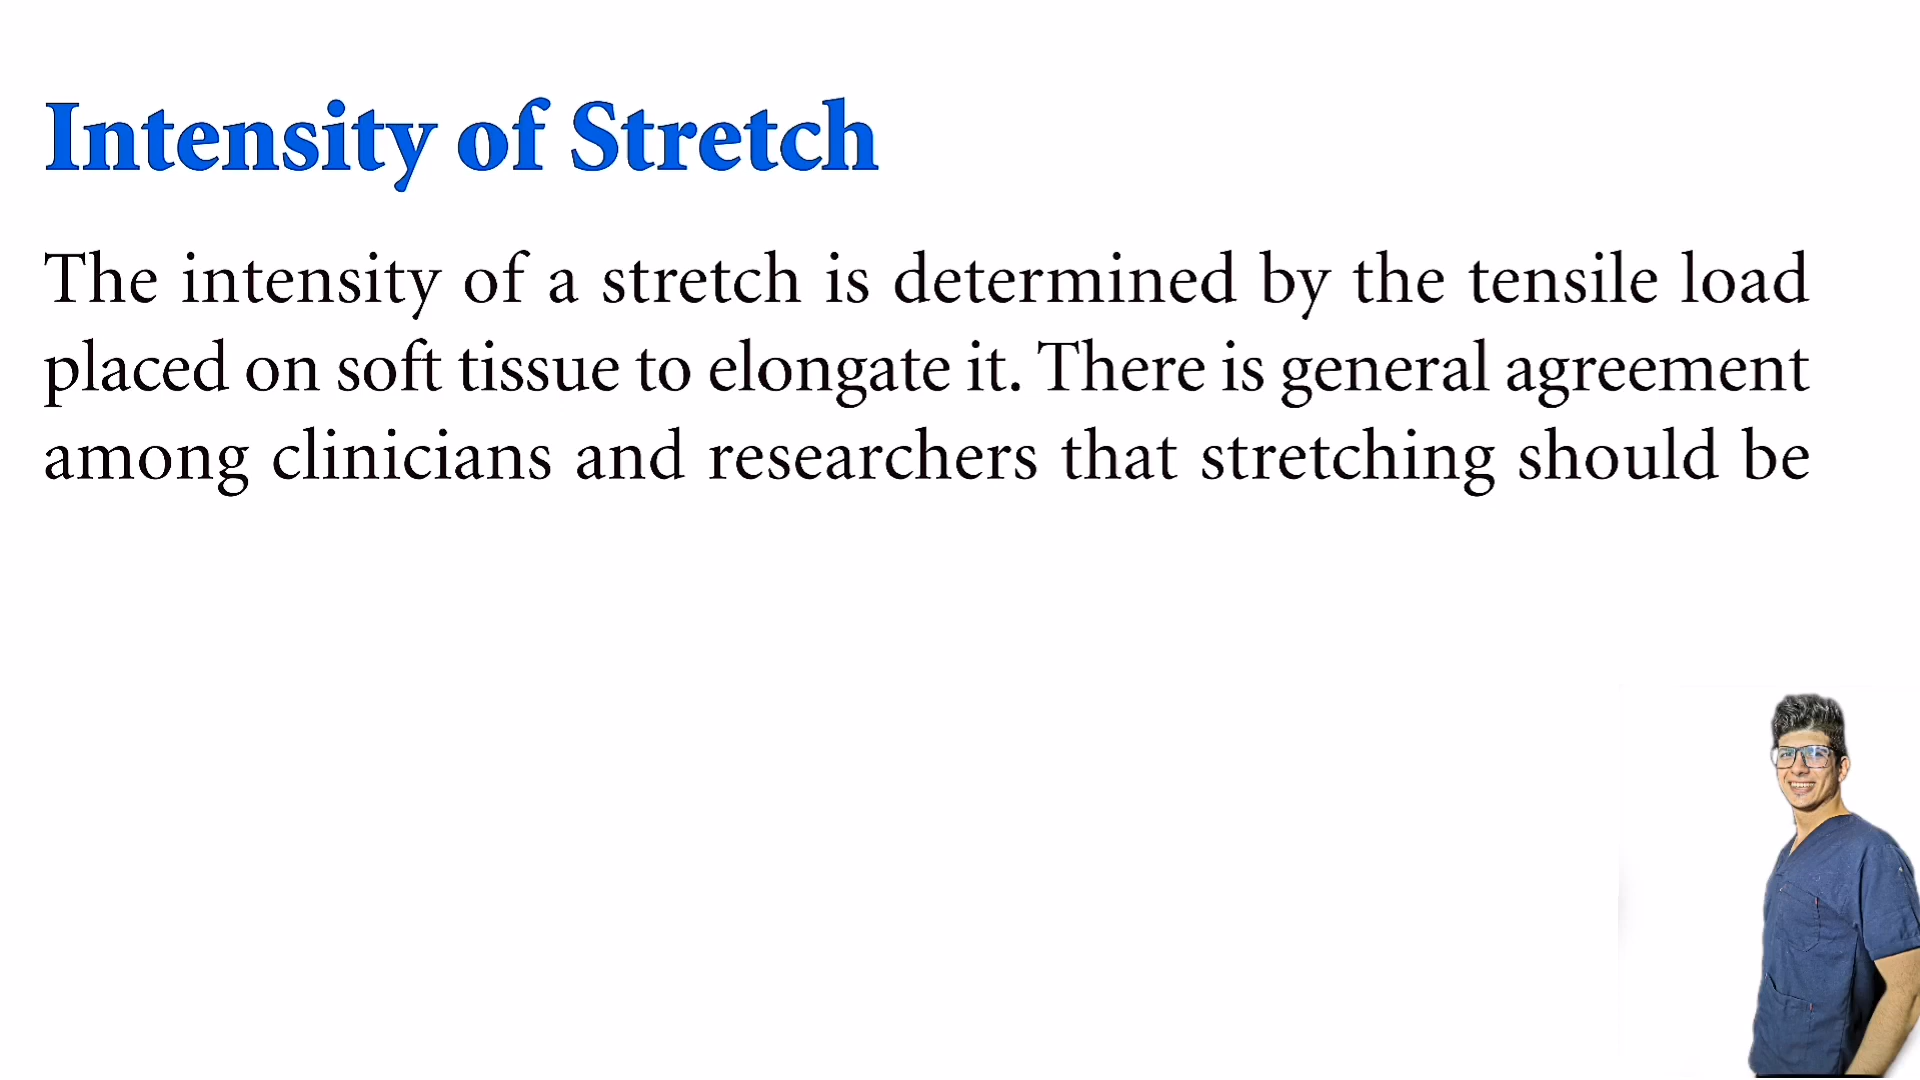 Intensity of Stretch
The intensity of a stretch is determined by the tensile load
placed on soft tissue to elongate it. There is general agreement
among clinicians and researchers that stretching should be